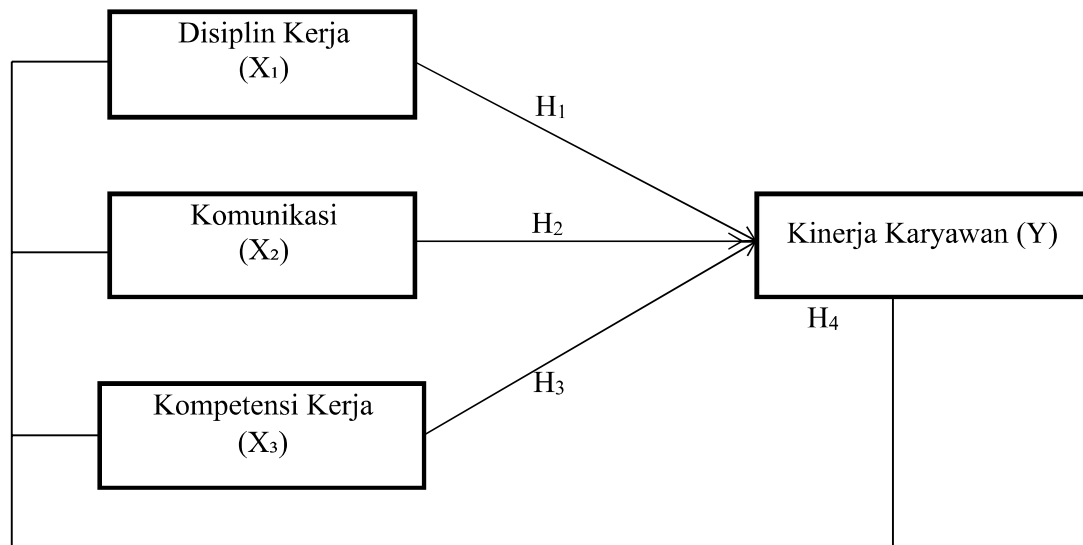 Disiplin Kerja
(X₁)
H₁
Komunikasi
(X₂)
H₂
Kinerja Karyawan (Y)
H₄
Kompetensi Kerja
(X₃)
H₃